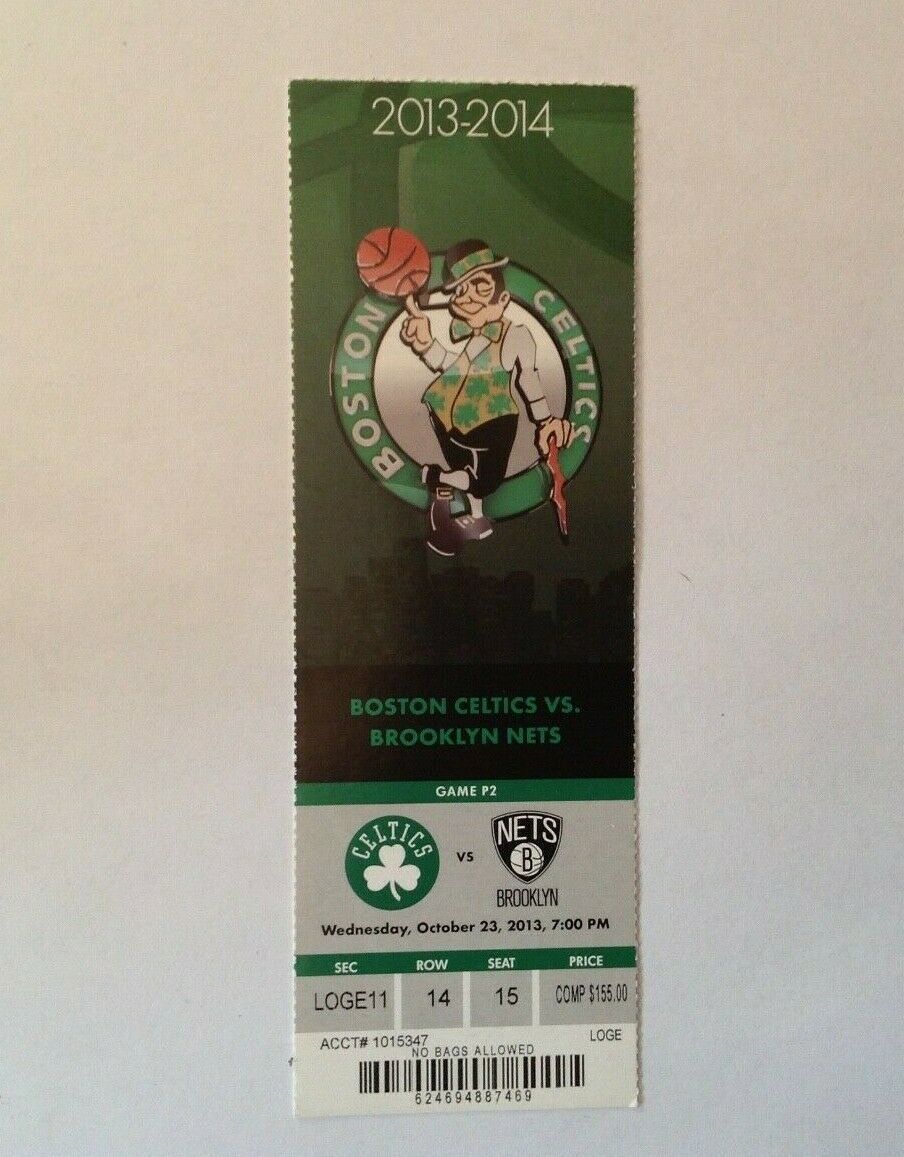 2013-2014
BOSTON CELTICS
BOSTON CELTICS VS.
BROOKLYN NETS
GAME P2
CELTICS
VS
NETS
B
BROOKLYN
Wednesday, October 23, 2013, 7:00 PM
SEC ROW SEAT PRICE
LOGE11 14 15 COMP $155.00
ACCT# 1015347 LOGE
NO BAGS ALLOWED
624694887469